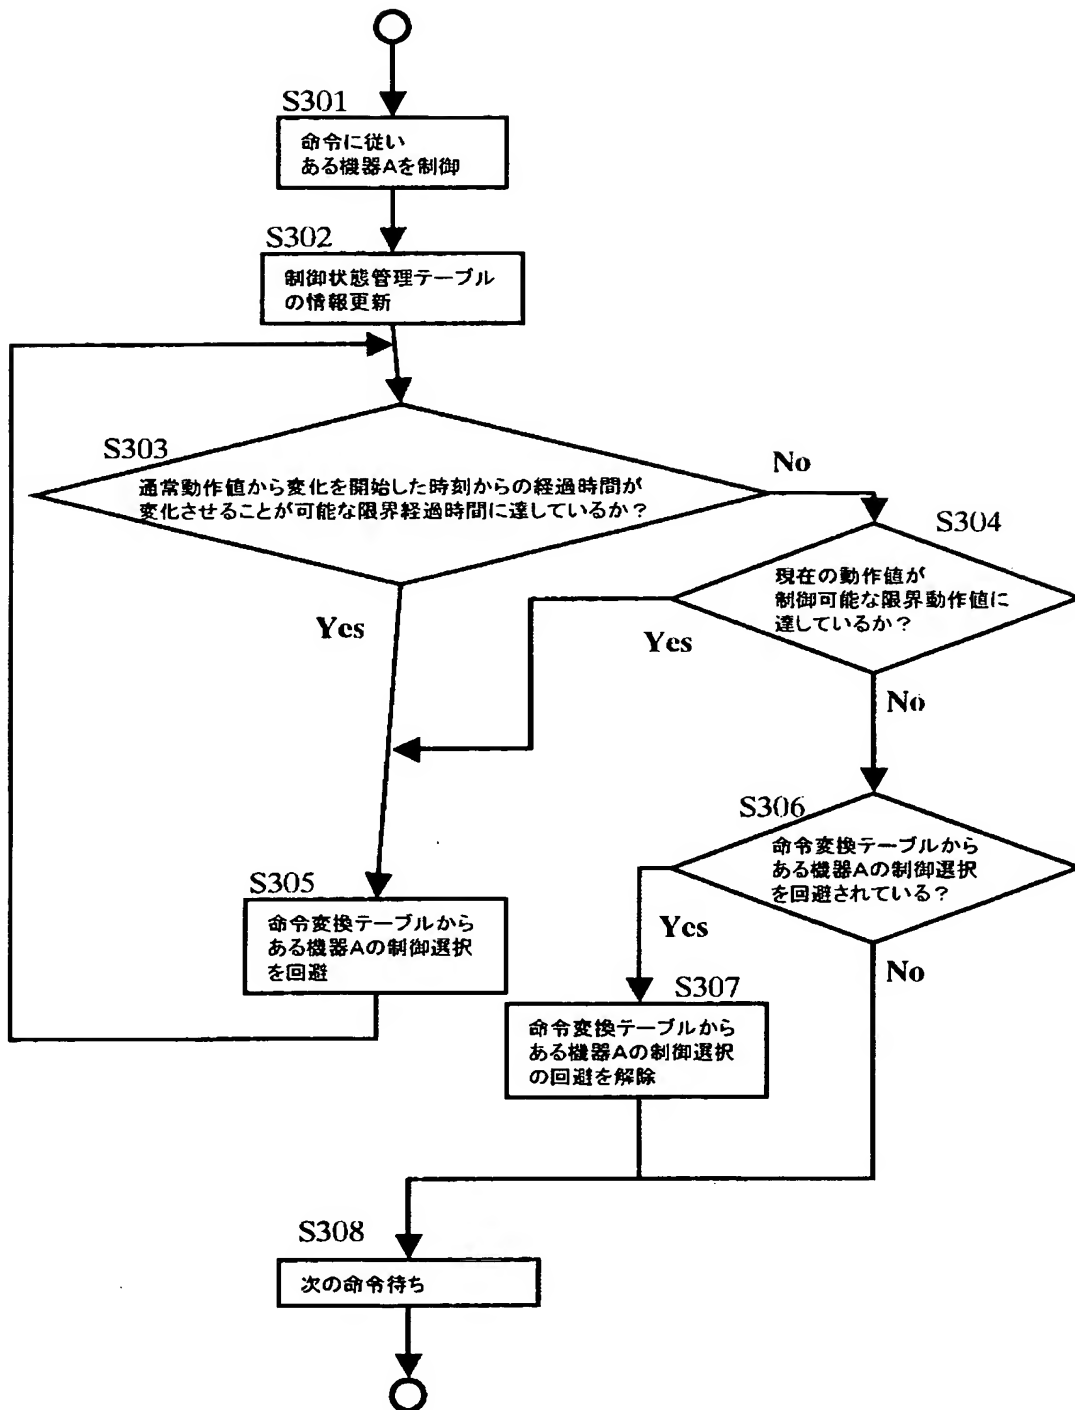 S301
命令に従い
ある機器Aを制御
S302
制御状態管理テーブル
の情報更新
S303
通常動作値から変化を開始した時刻からの経過時間が
変化させることが可能な限界経過時間に達しているか？
No
S304
現在の動作値が
制御可能な限界動作値に
達しているか？
Yes
Yes
No
S306
命令変換テーブルから
ある機器Aの制御選択
を回避されている？
S305
命令変換テーブルから
ある機器Aの制御選択
を回避
Yes
No
S307
命令変換テーブルから
ある機器Aの制御選択
の回避を解除
S308
次の命令待ち